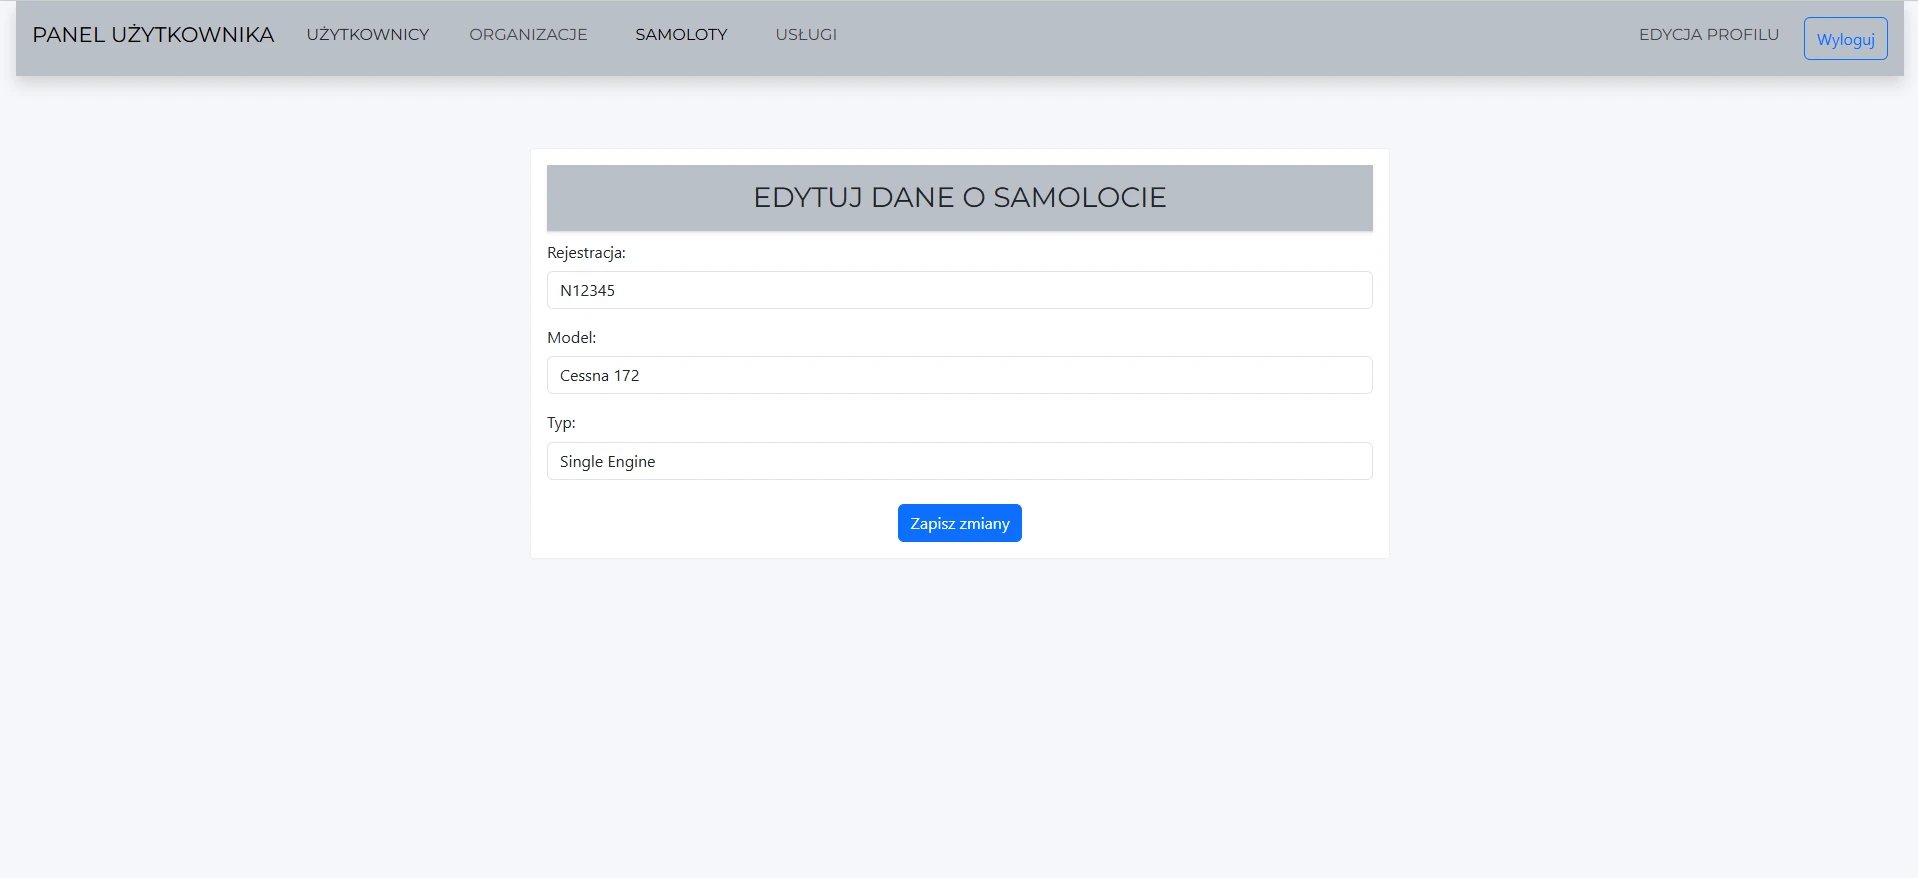 PANEL UŻYTKOWNIKA UŻYTKOWNICY ORGANIZACJE SAMOLOTY USŁUGI EDYCJA PROFILU Wyloguj
EDYTUJ DANE O SAMOLOCIE
Rejestracja:
N12345
Model:
Cessna 172
Typ:
Single Engine
Zapisz zmiany